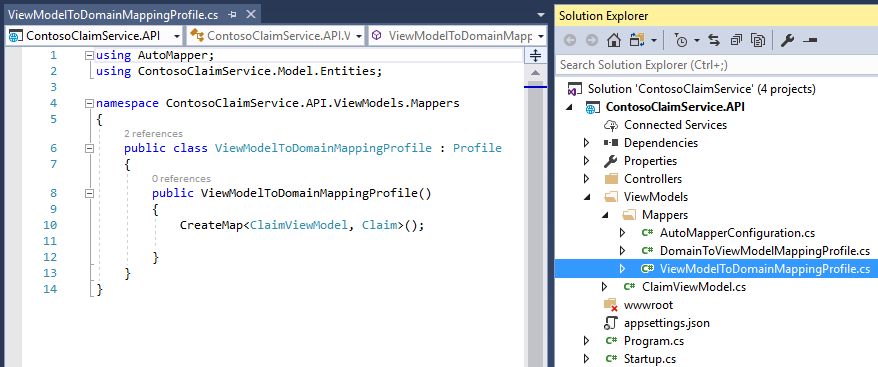 ViewModelToDomainMappingProfile.cs
ContosoClaimService.API
ContosoClaimService.API.V
ViewModelToDomainMapp
1 using AutoMapper;
2 using ContosoClaimService.Model.Entities;
3
4 namespace ContosoClaimService.API.ViewModels.Mappers
5 {
2 references
6 public class ViewModelToDomainMappingProfile : Profile
7 {
0 references
8 public ViewModelToDomainMappingProfile()
9 {
10 CreateMap<ClaimViewModel, Claim>();
11
12 }
13 }
14 }
Solution Explorer
Search Solution Explorer (Ctrl+;)
Solution 'ContosoClaimService' (4 projects)
ContosoClaimService.API
Connected Services
Dependencies
Properties
Controllers
ViewModels
Mappers
AutoMapperConfiguration.cs
DomainToViewModelMappingProfile.cs
ViewModelToDomainMappingProfile.cs
ClaimViewModel.cs
wwwroot
appsettings.json
Program.cs
Startup.cs